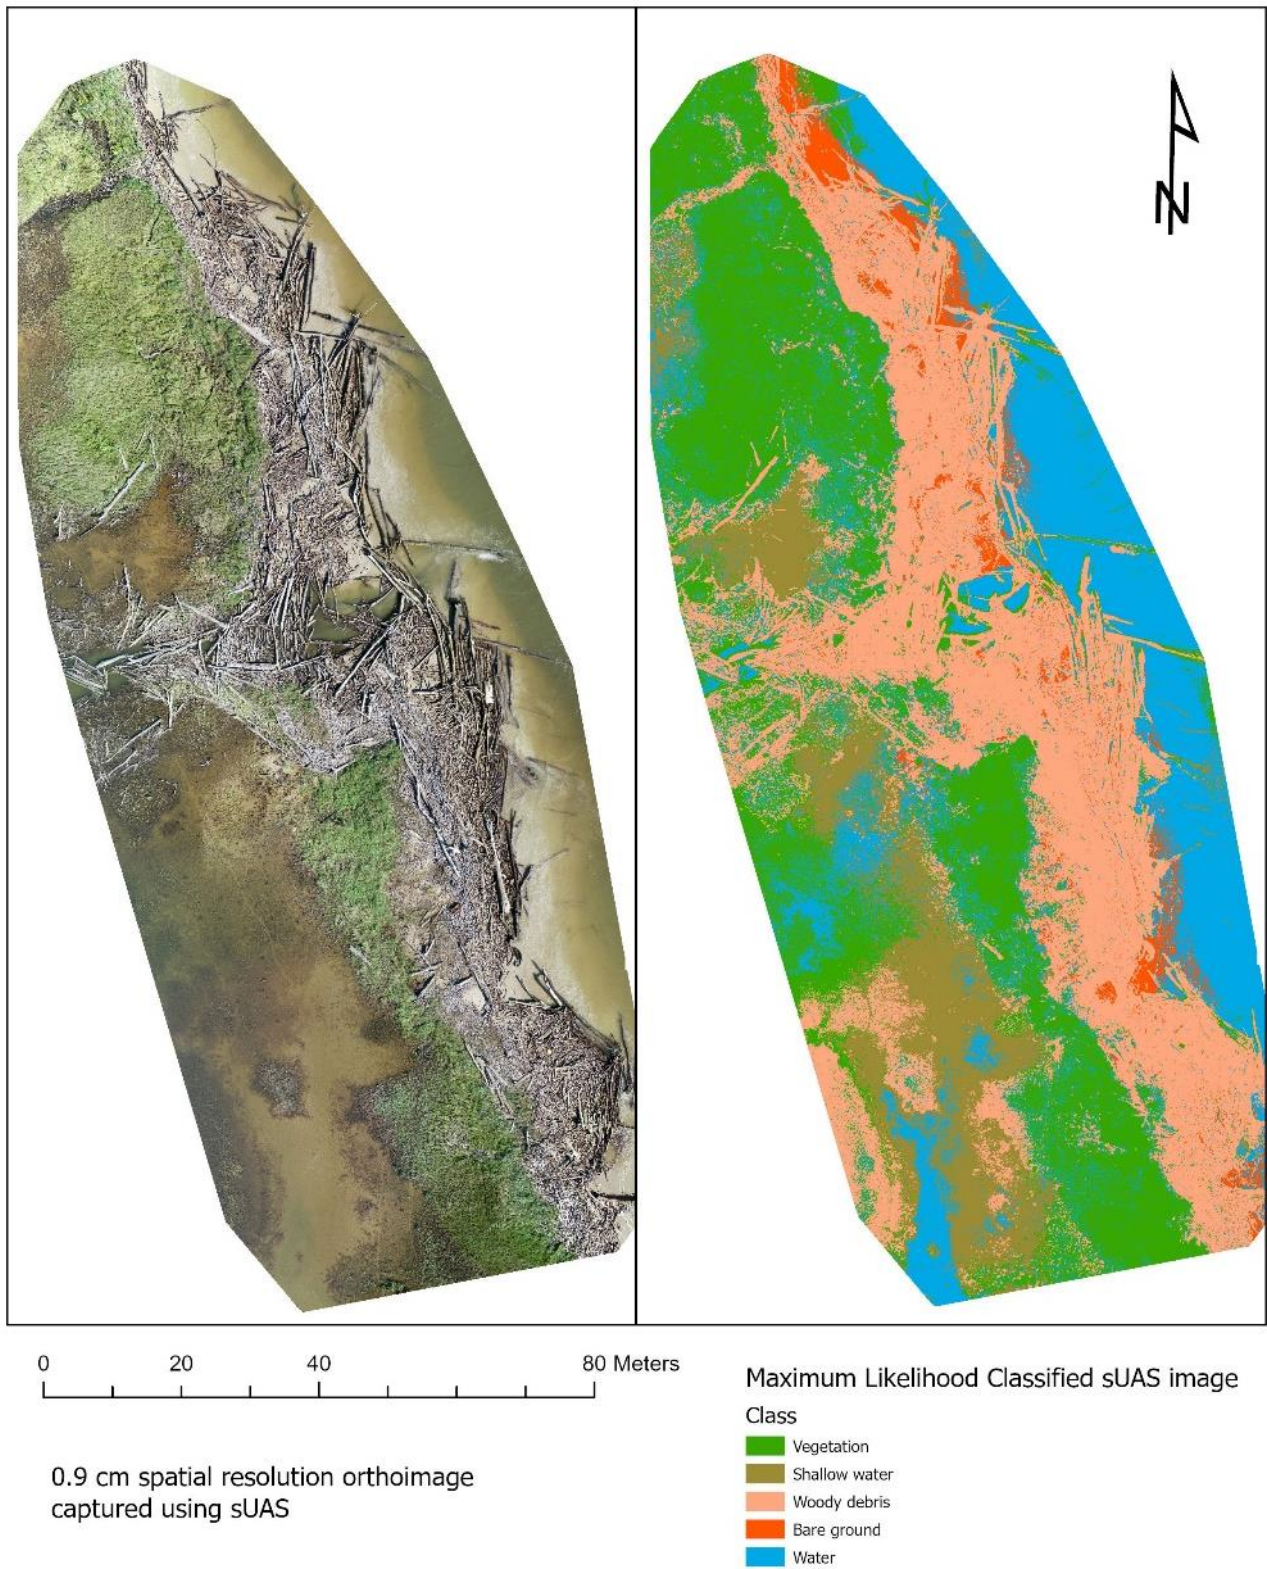 N
0 20 40 80 Meters
0.9 cm spatial resolution orthoimage
captured using sUAS
Maximum Likelihood Classified sUAS image
Class
Vegetation
Shallow water
Woody debris
Bare ground
Water